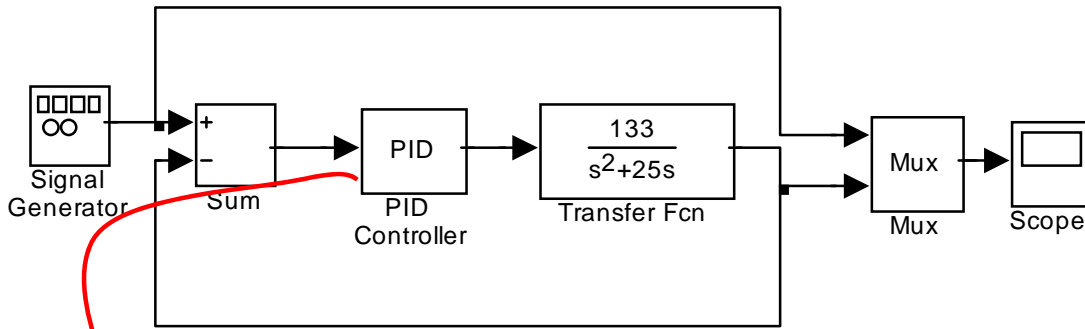 Signal
Generator
+
−
Sum
PID
PID
Controller
133
s²+25s
Transfer Fcn
Mux
Mux
Scope